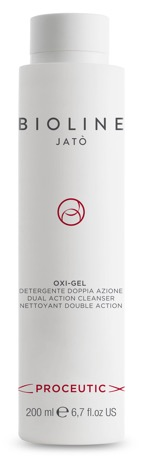 BIOLINE
JATÒ
OXI-GEL
DETERGENTE DOPPIA AZIONE
DUAL ACTION CLEANSER
NETTOYANT DOUBLE ACTION
PROCEUTIC
200 ml ℮ 6,7 fl.oz US